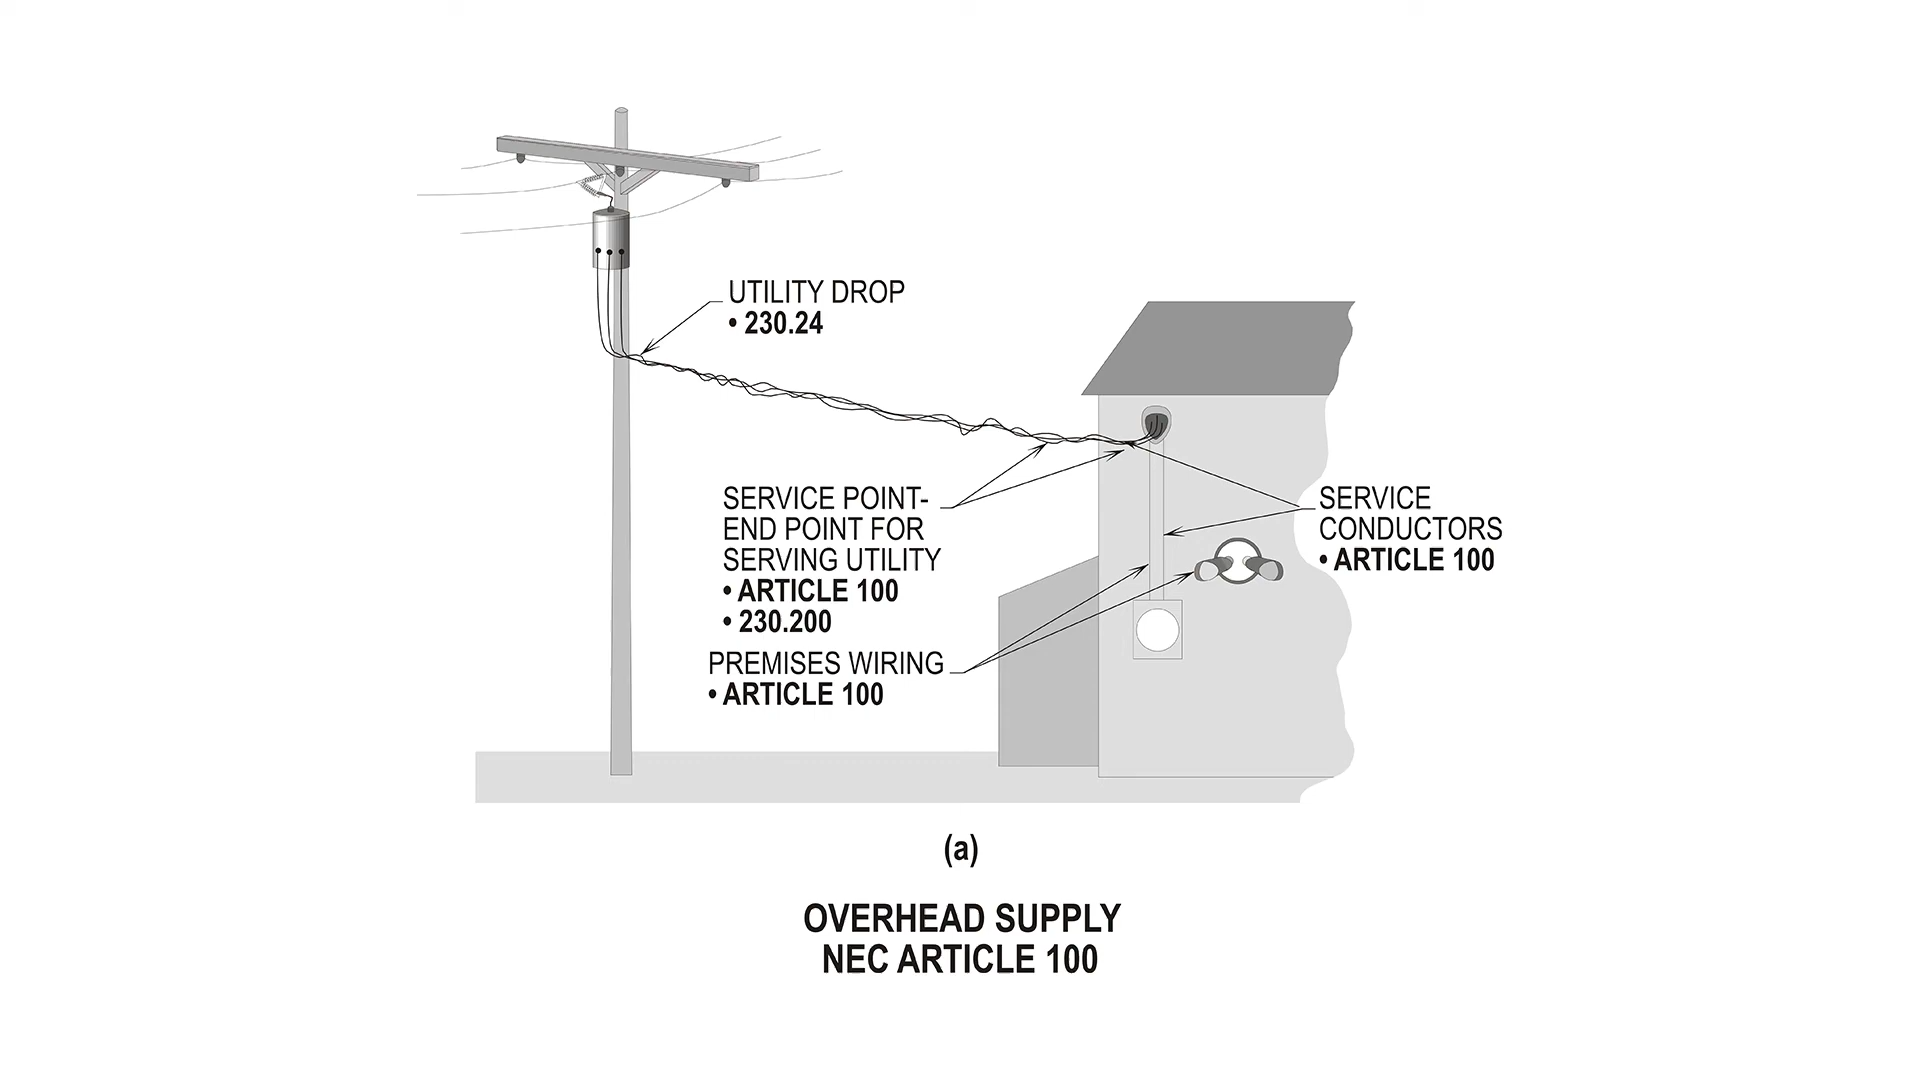 UTILITY DROP
• 230.24
SERVICE POINT-
END POINT FOR
SERVING UTILITY
• ARTICLE 100
• 230.200
PREMISES WIRING
• ARTICLE 100
SERVICE
CONDUCTORS
• ARTICLE 100
(a)
OVERHEAD SUPPLY
NEC ARTICLE 100